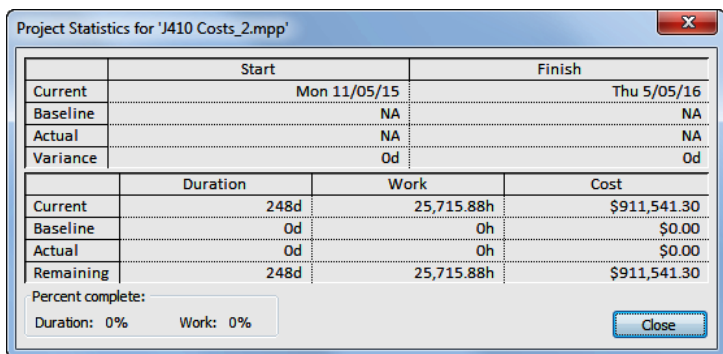 Project Statistics for 'J410 Costs_2.mpp'
Start Finish
Current Mon 11/05/15 Thu 5/05/16
Baseline NA NA
Actual NA NA
Variance 0d 0d
Duration Work Cost
Current 248d 25,715.88h $911,541.30
Baseline 0d 0h $0.00
Actual 0d 0h $0.00
Remaining 248d 25,715.88h $911,541.30
Percent complete:
Duration: 0% Work: 0% Close